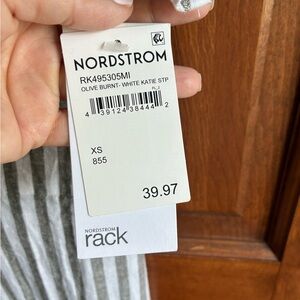 NORDSTROM
RK495305MI
OLIVE BURNT- WHITE KATIE STP
4 39124 38444 2
XS
855
39.97
NORDSTROM
rack